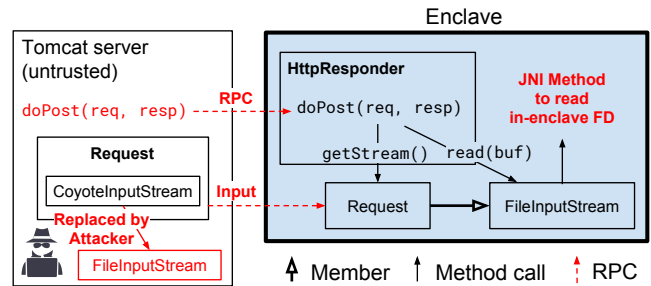 Enclave
Tomcat server
(untrusted)
doPost(req, resp)
RPC
Request
CoyoteInputStream
Input
Replaced by
Attacker
FileInputStream
HttpResponder
doPost(req, resp)
getStream()
read(buf)
Request
FileInputStream
JNI Method
to read
in-enclave FD
Member
Method call
RPC